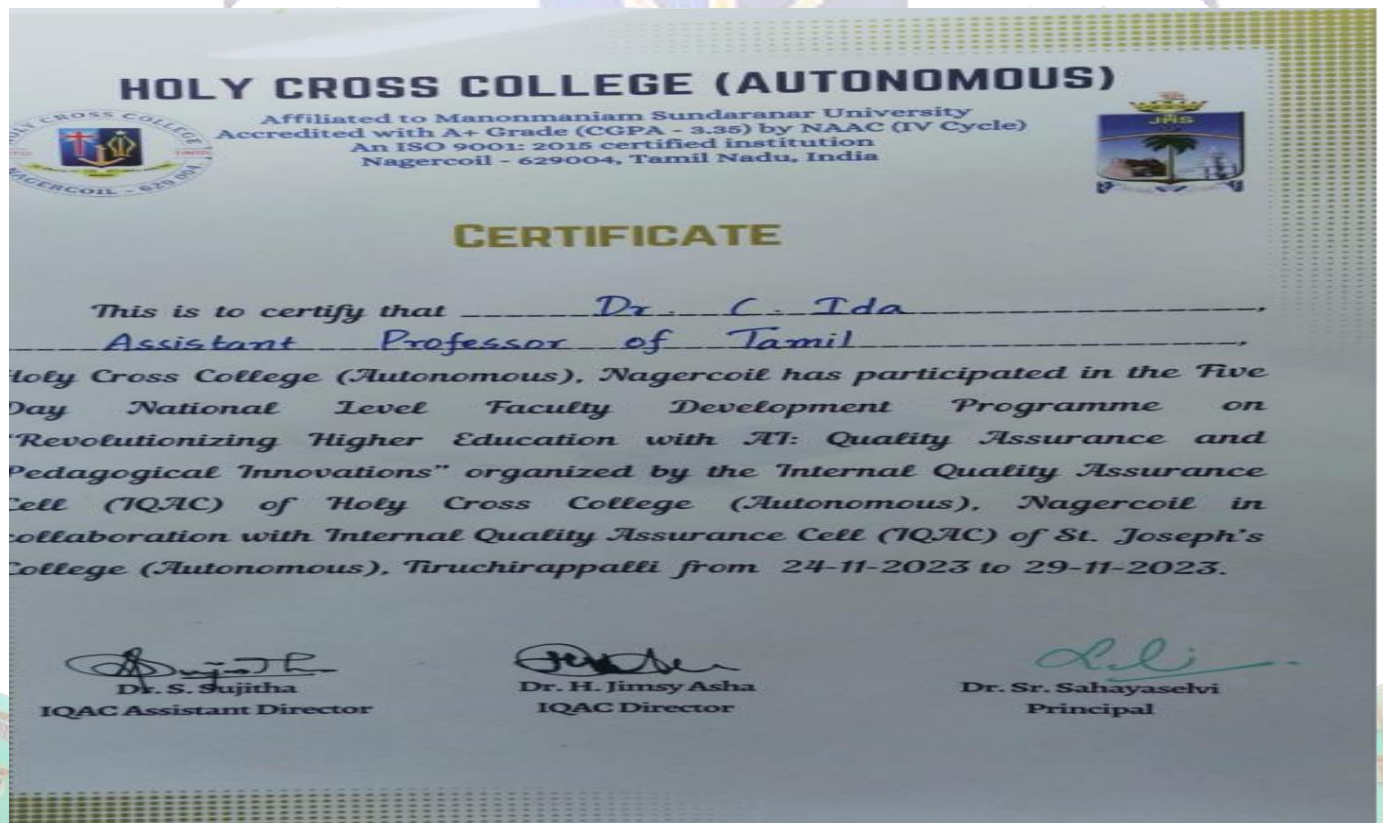 HOLY CROSS COLLEGE (AUTONOMOUS)
Affiliated to Manonmaniam Sundaranar University
Accredited with A+ Grade (CGPA - 3.35) by NAAC (IV Cycle)
An ISO 9001: 2015 certified institution
Nagercoil - 629004, Tamil Nadu, India
JMS
CERTIFICATE
This is to certify that Dr. C. Ida,
Assistant Professor of Tamil,
Holy Cross College (Autonomous), Nagercoil has participated in the Five
Day National Level Faculty Development Programme on
"Revolutionizing Higher Education with AI: Quality Assurance and
Pedagogical Innovations" organized by the Internal Quality Assurance
Cell (IQAC) of Holy Cross College (Autonomous), Nagercoil in
collaboration with Internal Quality Assurance Cell (IQAC) of St. Joseph's
College (Autonomous), Tiruchirappalli from 24-11-2023 to 29-11-2023.
Dr. S. Sujitha
IQAC Assistant Director
Dr. H. Jimsy Asha
IQAC Director
Dr. Sr. Sahayaselvi
Principal